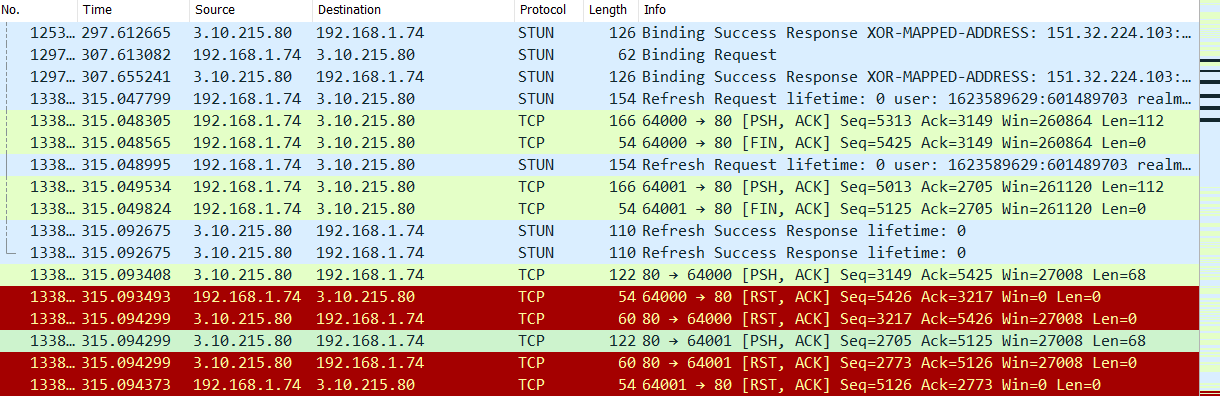 No. Time Source Destination Protocol Length Info
1253… 297.612665 3.10.215.80 192.168.1.74 STUN 126 Binding Success Response XOR-MAPPED-ADDRESS: 151.32.224.103:…
1297… 307.613082 192.168.1.74 3.10.215.80 STUN 62 Binding Request
1297… 307.655241 3.10.215.80 192.168.1.74 STUN 126 Binding Success Response XOR-MAPPED-ADDRESS: 151.32.224.103:…
1338… 315.047799 192.168.1.74 3.10.215.80 STUN 154 Refresh Request lifetime: 0 user: 1623589629:601489703 realm…
1338… 315.048305 192.168.1.74 3.10.215.80 TCP 166 64000 → 80 [PSH, ACK] Seq=5313 Ack=3149 Win=260864 Len=112
1338… 315.048565 192.168.1.74 3.10.215.80 TCP 54 64000 → 80 [FIN, ACK] Seq=5425 Ack=3149 Win=260864 Len=0
1338… 315.048995 192.168.1.74 3.10.215.80 STUN 154 Refresh Request lifetime: 0 user: 1623589629:601489703 realm…
1338… 315.049534 192.168.1.74 3.10.215.80 TCP 166 64001 → 80 [PSH, ACK] Seq=5013 Ack=2705 Win=261120 Len=112
1338… 315.049824 192.168.1.74 3.10.215.80 TCP 54 64001 → 80 [FIN, ACK] Seq=5125 Ack=2705 Win=261120 Len=0
1338… 315.092675 3.10.215.80 192.168.1.74 STUN 110 Refresh Success Response lifetime: 0
1338… 315.092675 3.10.215.80 192.168.1.74 STUN 110 Refresh Success Response lifetime: 0
1338… 315.093408 3.10.215.80 192.168.1.74 TCP 122 80 → 64000 [PSH, ACK] Seq=3149 Ack=5425 Win=27008 Len=68
1338… 315.093493 192.168.1.74 3.10.215.80 TCP 54 64000 → 80 [RST, ACK] Seq=5426 Ack=3217 Win=0 Len=0
1338… 315.094299 3.10.215.80 192.168.1.74 TCP 60 80 → 64000 [RST, ACK] Seq=3217 Ack=5426 Win=27008 Len=0
1338… 315.094299 3.10.215.80 192.168.1.74 TCP 122 80 → 64001 [PSH, ACK] Seq=2705 Ack=5125 Win=27008 Len=68
1338… 315.094299 3.10.215.80 192.168.1.74 TCP 60 80 → 64001 [RST, ACK] Seq=2773 Ack=5126 Win=27008 Len=0
1338… 315.094373 192.168.1.74 3.10.215.80 TCP 54 64001 → 80 [RST, ACK] Seq=5126 Ack=2773 Win=0 Len=0